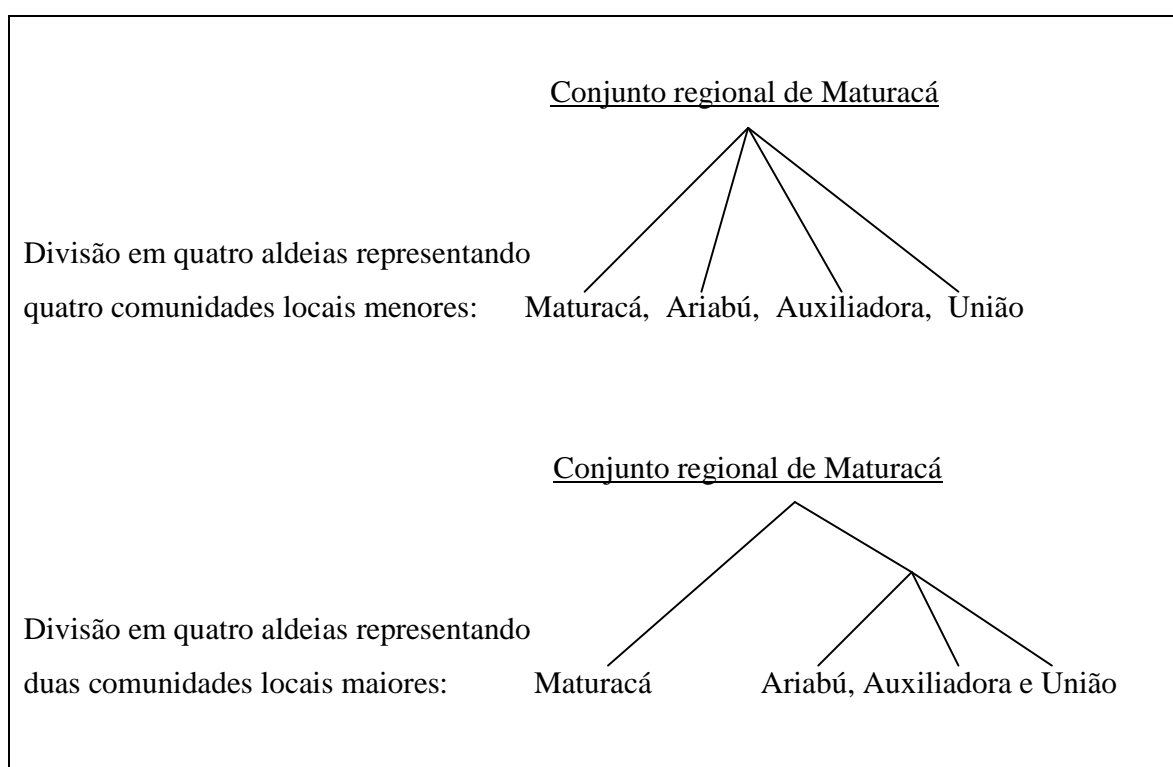 Conjunto regional de Maturacá
Divisão em quatro aldeias representando
quatro comunidades locais menores: Maturacá, Ariabú, Auxiliadora, União
Conjunto regional de Maturacá
Divisão em quatro aldeias representando
duas comunidades locais maiores: Maturacá Ariabú, Auxiliadora e União